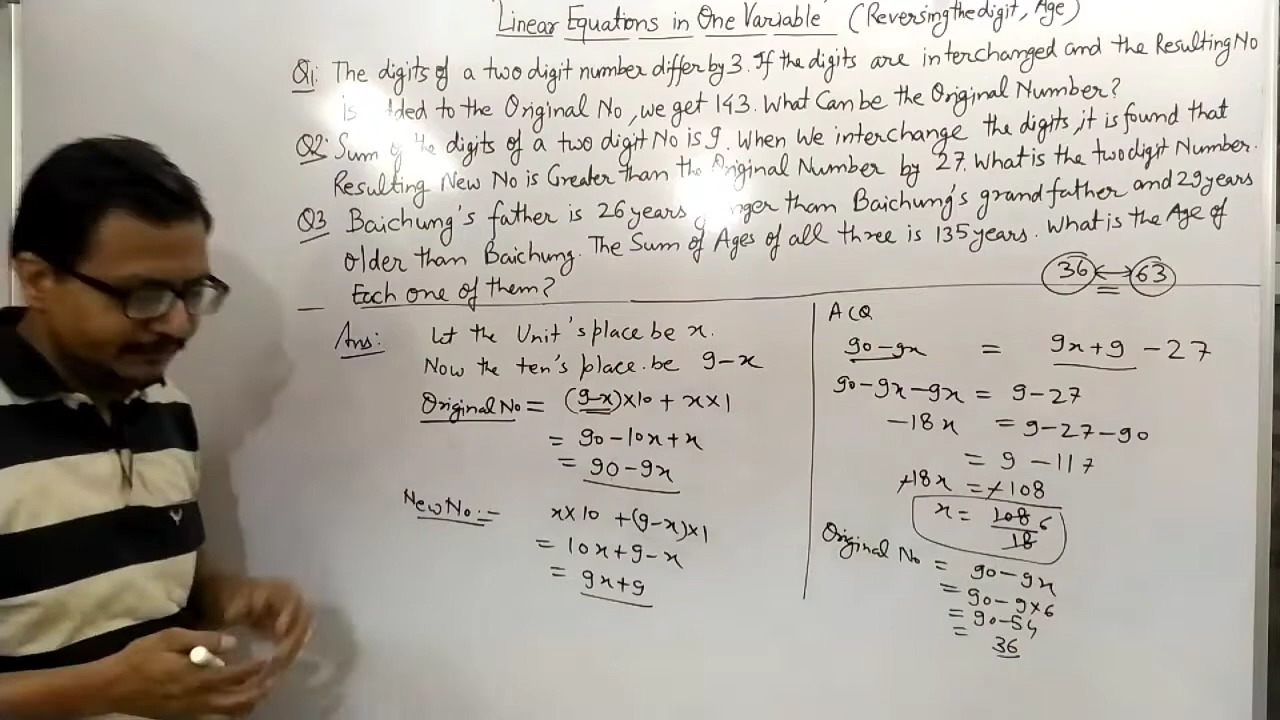 'Linear Equations in One Variable' (Reversing the digit, Age)
Q1: The digits of a two digit number differ by 3. If the digits are interchanged and the Resulting No
is added to the Original No, we get 143. What Can be the Original Number?
Q2: Sum of the digits of a two digit No is 9. When we interchange the digits, it is found that
Resulting New No is Greater than the Original Number by 27. What is the two digit Number.
Q3 Baichung's father is 26 years younger than Baichung's grand father and 29 years
older than Baichung. The Sum of Ages of all three is 135 years. What is the Age of
Each one of them?
36 ↔ 63
Ans: Let the Unit's place be x.
Now the ten's place be 9-x
Original No = (9-x)×10 + x×1
= 90-10x+x
= 90-9x
New No:= x×10 +(9-x)×1
= 10x+9-x
= 9x+9
ACQ
90-9x = 9x+9 -27
90-9x-9x = 9-27
-18x = 9-27-90
= 9 -117
-18x = -108
x = 108/18 6
Original No = 90-9x
= 90-9×6
= 90-54
= 36